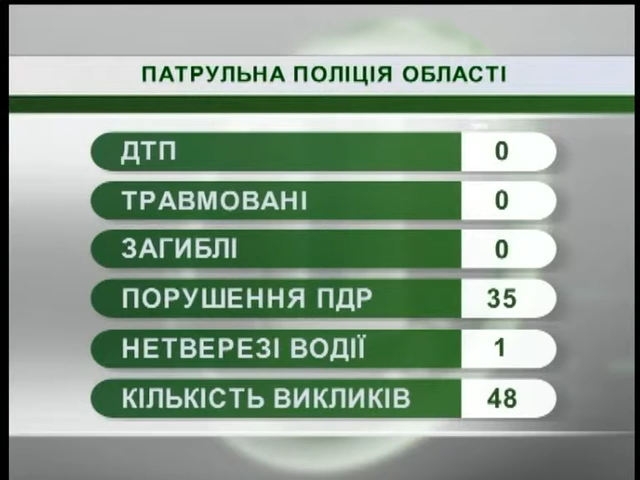 ПАТРУЛЬНА ПОЛІЦІЯ ОБЛАСТІ
ДТП 0
ТРАВМОВАНІ 0
ЗАГИБЛІ 0
ПОРУШЕННЯ ПДР 35
НЕТВЕРЕЗІ ВОДІЇ 1
КІЛЬКІСТЬ ВИКЛИКІВ 48